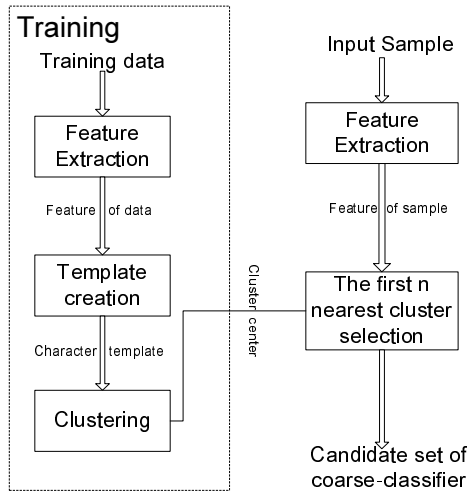 Training
Training data
Feature
Extraction
Feature of data
Template
creation
Character template
Clustering
Cluster
center
Input Sample
Feature
Extraction
Feature of sample
The first n
nearest cluster
selection
Candidate set of
coarse-classifier